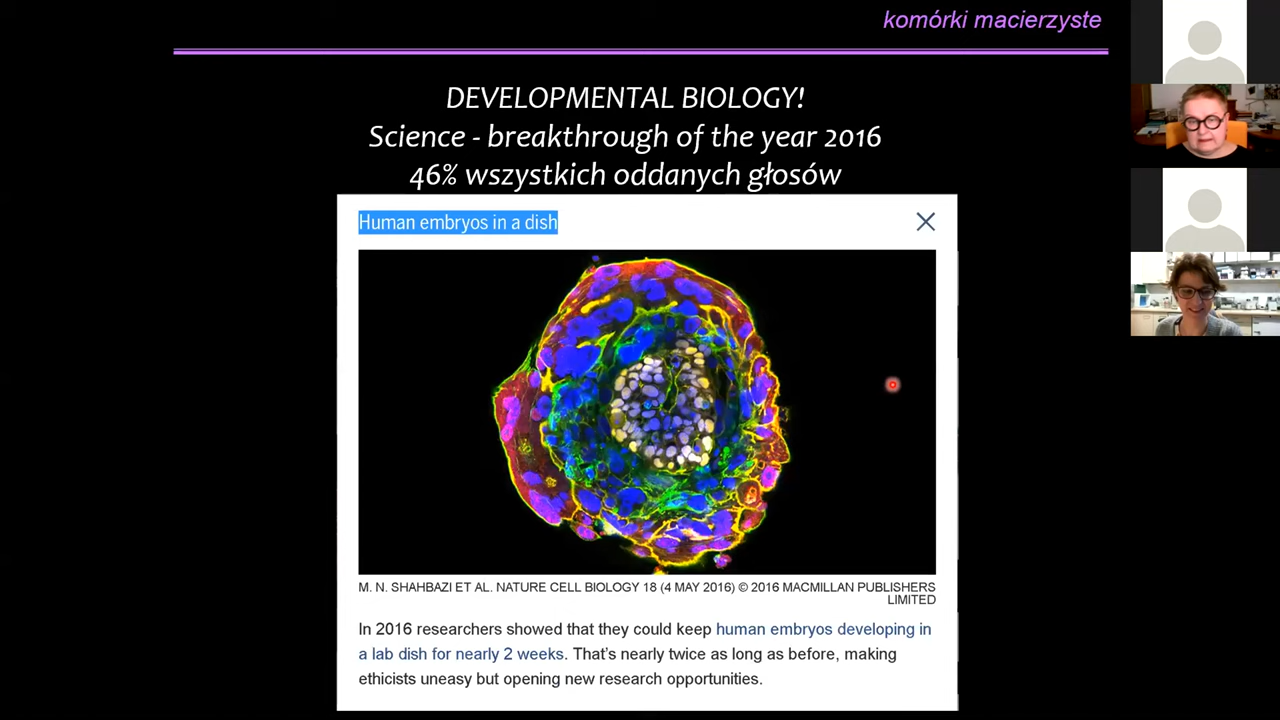 komórki macierzyste
DEVELOPMENTAL BIOLOGY!
Science - breakthrough of the year 2016
46% wszystkich oddanych głosów
Human embryos in a dish
M. N. SHAHBAZI ET AL. NATURE CELL BIOLOGY 18 (4 MAY 2016) © 2016 MACMILLAN PUBLISHERS
LIMITED
In 2016 researchers showed that they could keep human embryos developing in
a lab dish for nearly 2 weeks. That's nearly twice as long as before, making
ethicists uneasy but opening new research opportunities.